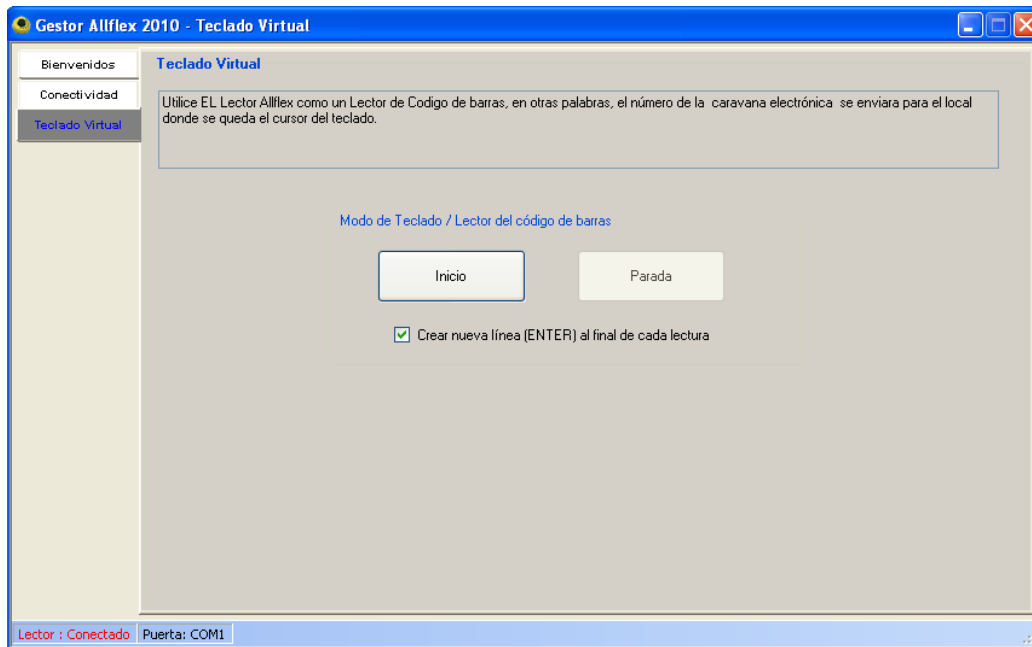 Gestor Allflex 2010 - Teclado Virtual
Bienvenidos
Conectividad
Teclado Virtual
Teclado Virtual
Utilice EL Lector Allflex como un Lector de Codigo de barras, en otras palabras, el número de la caravana electrónica se enviara para el local
donde se queda el cursor del teclado.
Modo de Teclado / Lector del código de barras
Inicio
Parada
Crear nueva línea (ENTER) al final de cada lectura
Lector : Conectado
Puerta: COM1